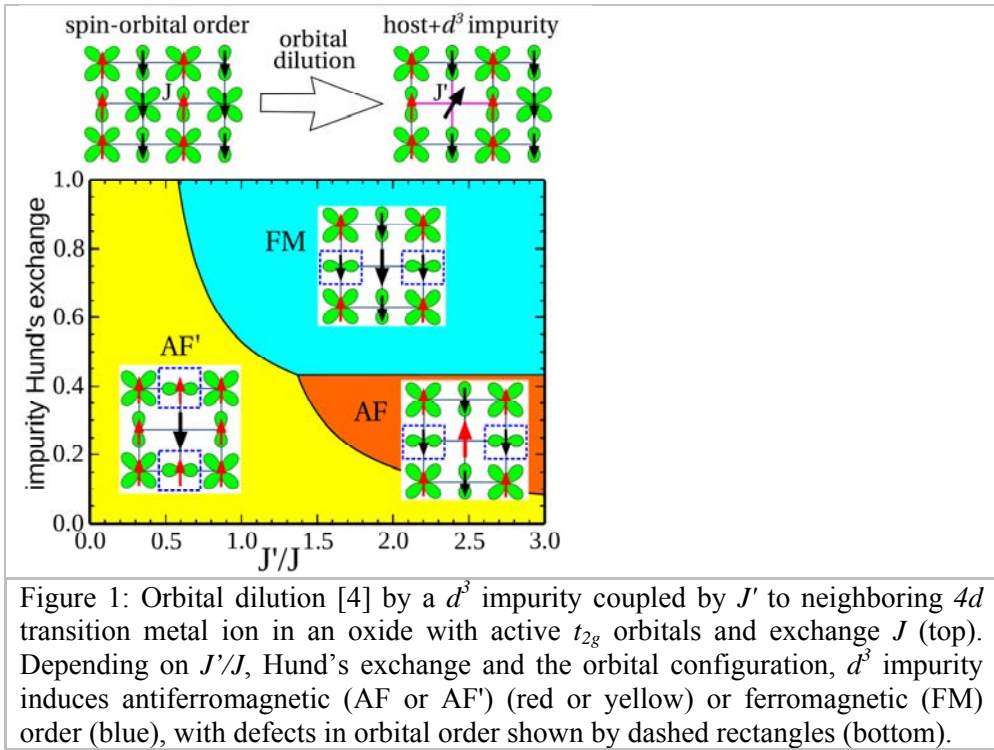 spin-orbital order
host+d³ impurity
orbital
dilution
J
J'
impurity Hund's exchange
1.0
0.8
0.6
0.4
0.2
0.0
FM
AF'
AF
0.0 0.5 1.0 1.5 2.0 2.5 3.0
J'/J
Figure 1: Orbital dilution [4] by a d³ impurity coupled by J' to neighboring 4d
transition metal ion in an oxide with active t₂g orbitals and exchange J (top).
Depending on J'/J, Hund's exchange and the orbital configuration, d³ impurity
induces antiferromagnetic (AF or AF') (red or yellow) or ferromagnetic (FM)
order (blue), with defects in orbital order shown by dashed rectangles (bottom).